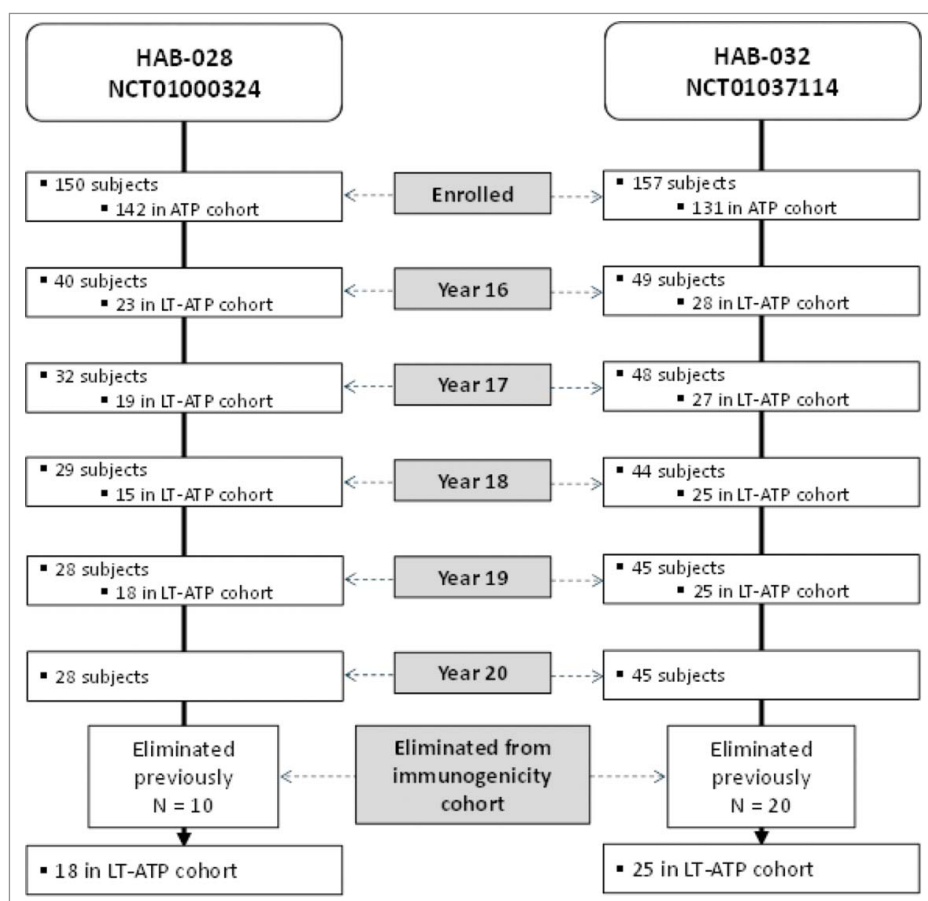 HAB-028
NCT01000324
HAB-032
NCT01037114
▪ 150 subjects
▪ 142 in ATP cohort
Enrolled
▪ 157 subjects
▪ 131 in ATP cohort
▪ 40 subjects
▪ 23 in LT-ATP cohort
Year 16
▪ 49 subjects
▪ 28 in LT-ATP cohort
▪ 32 subjects
▪ 19 in LT-ATP cohort
Year 17
▪ 48 subjects
▪ 27 in LT-ATP cohort
▪ 29 subjects
▪ 15 in LT-ATP cohort
Year 18
▪ 44 subjects
▪ 25 in LT-ATP cohort
▪ 28 subjects
▪ 18 in LT-ATP cohort
Year 19
▪ 45 subjects
▪ 25 in LT-ATP cohort
▪ 28 subjects
Year 20
▪ 45 subjects
Eliminated
previously
N = 10
Eliminated from
immunogenicity
cohort
Eliminated
previously
N = 20
▪ 18 in LT-ATP cohort
▪ 25 in LT-ATP cohort